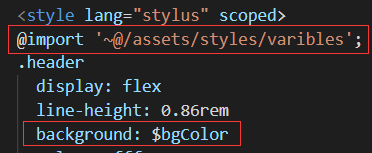 <style lang="stylus" scoped>
@import '~@/assets/styles/varibles';
.header
display: flex
line-height: 0.86rem
background: $bgColor